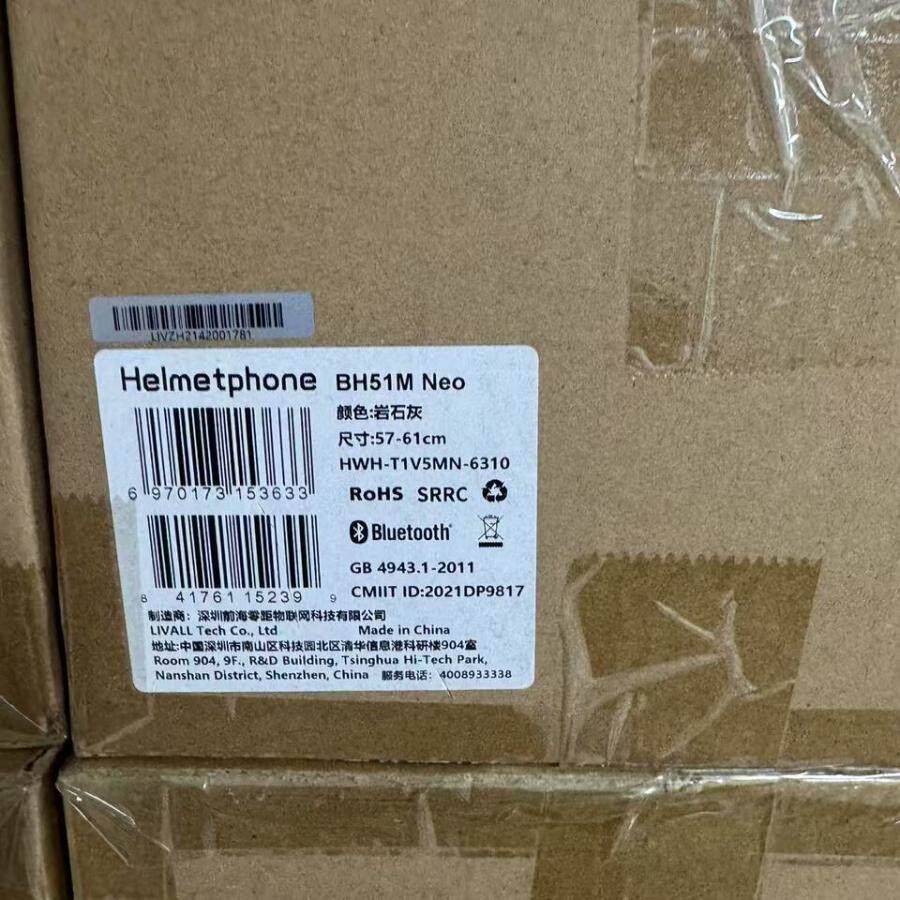 LIVZH2142001781
Helmetphone BH51M Neo
颜色:岩石灰
尺寸:57-61cm
HWH-T1V5MN-6310
6 970173 153633
RoHS SRRC
Bluetooth
GB 4943.1-2011
8 41761 15239 9
CMIIT ID:2021DP9817
制造商：深圳前海零距物联网科技有限公司
LIVALL Tech Co., Ltd Made in China
地址:中国深圳市南山区科技园北区清华信息港科研楼904室
Room 904, 9F., R&D Building, Tsinghua Hi-Tech Park,
Nanshan District, Shenzhen, China 服务电话：4008933338